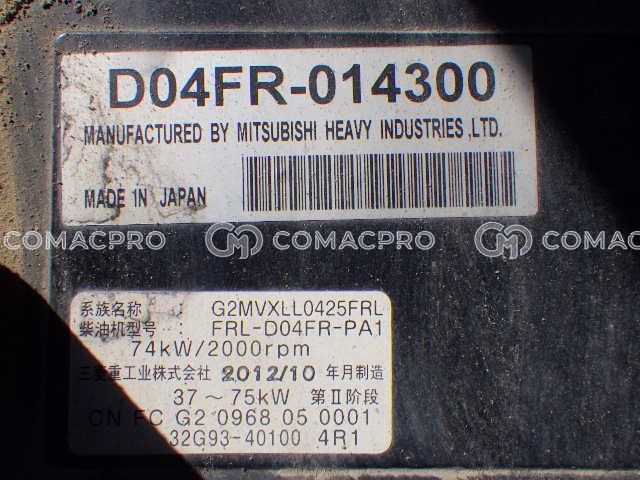 D04FR-014300
MANUFACTURED BY MITSUBISHI HEAVY INDUSTRIES ,LTD.
MADE IN JAPAN
COMACPRO COMACPRO COMAC
系族名称 : G2MVXLL0425FRL
柴油机型号 : FRL-D04FR-PA1
74kW/2000rpm
三菱重工业株式会社 2012/10 年月制造
37～75kW 第Ⅱ阶段
CN FC G2 0968 05 0001
32G93-40100 4R1